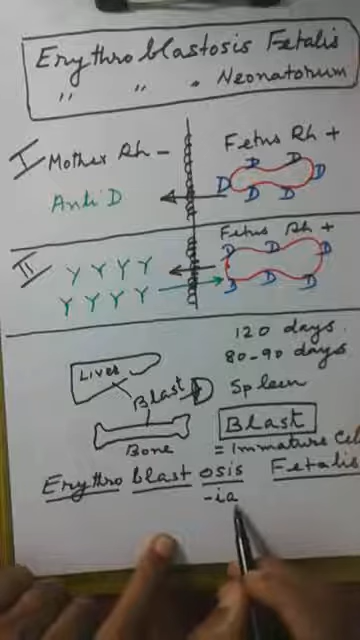 Erythroblastosis Fetalis
" " " Neonatorum
I Mother Rh - Fetus Rh +
D D D D D D D
Anti D
II Fetus Rh +
Y Y Y Y D D D
Y Y Y Y D D D
120 days
80-90 days
Liver Blast Spleen
Bone
Blast
= Immature Cel
Erythro blast osis Fetalis
-ia